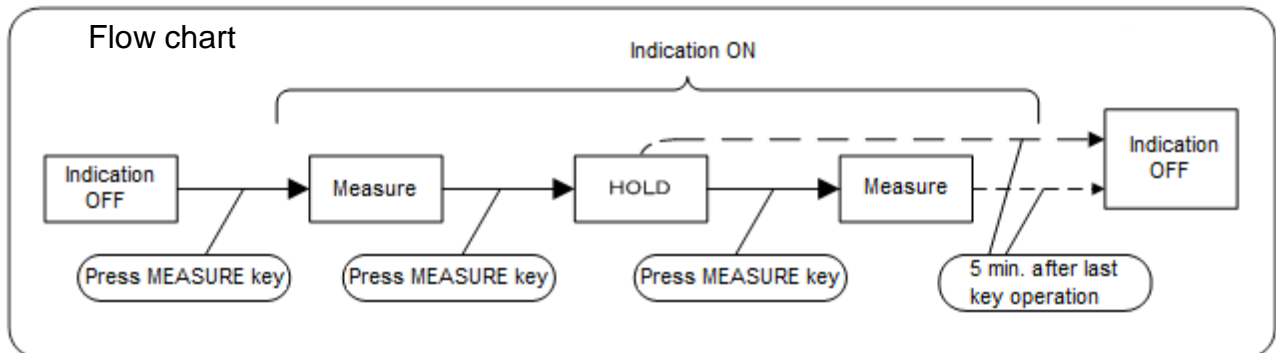 Flow chart
Indication ON
Indication
OFF
Measure
HOLD
Measure
Indication
OFF
Press MEASURE key
Press MEASURE key
Press MEASURE key
5 min. after last
key operation